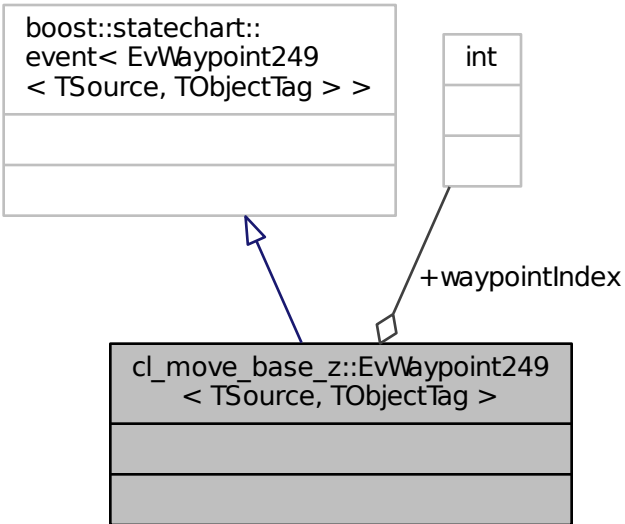 boost::statechart::
event< EvWaypoint249
< TSource, TObjectTag > >
int
+waypointIndex
cl_move_base_z::EvWaypoint249
< TSource, TObjectTag >